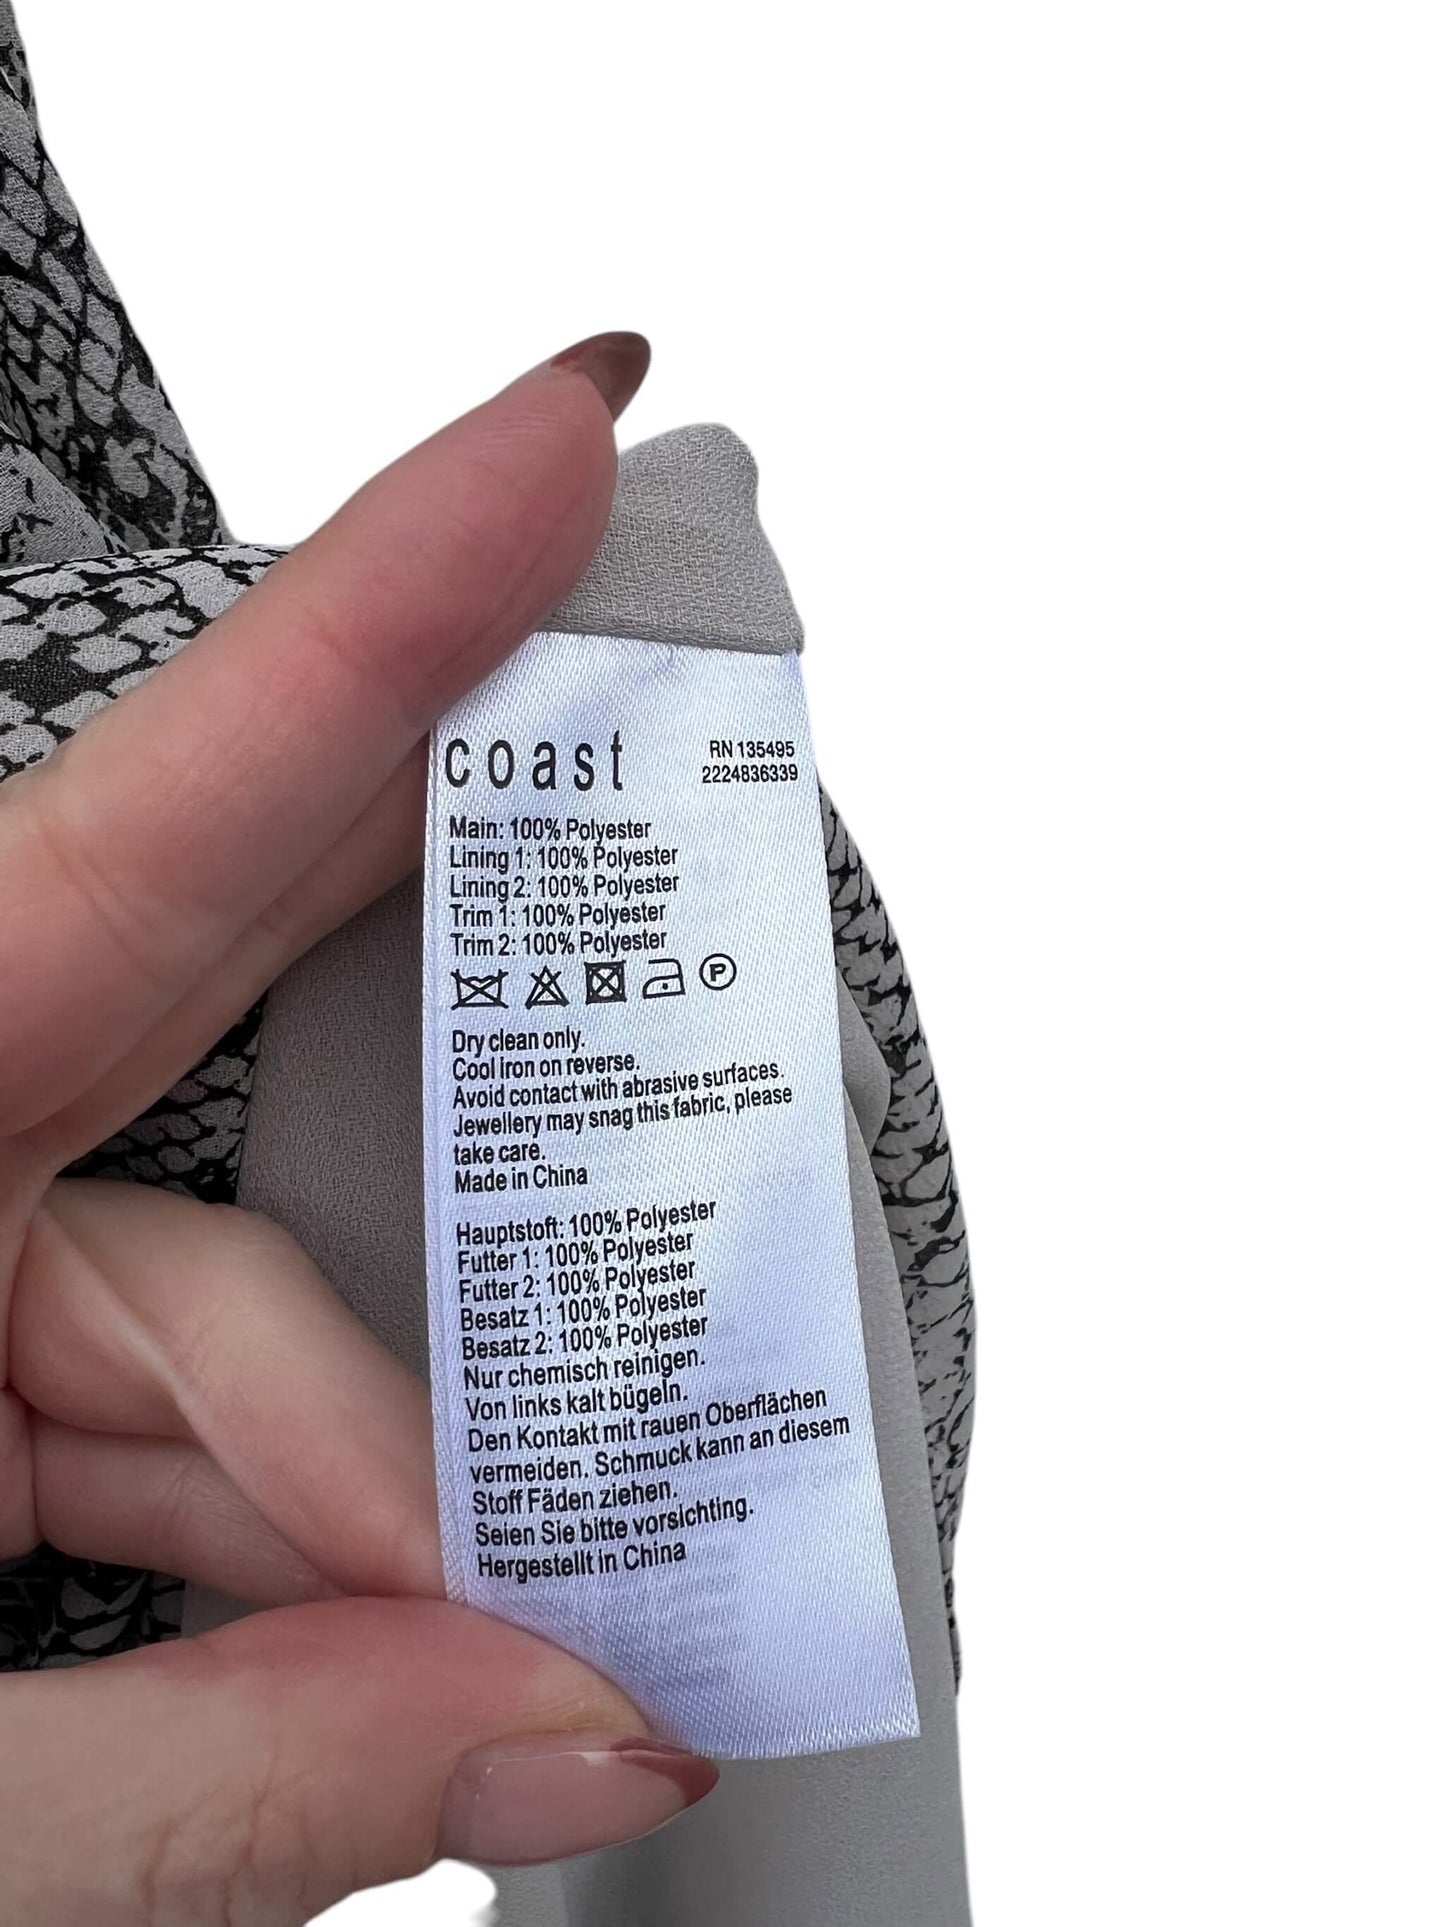 coast
RN 135495
2224836339
Main: 100% Polyester
Lining 1: 100% Polyester
Lining 2: 100% Polyester
Trim 1: 100% Polyester
Trim 2: 100% Polyester
P
Dry clean only.
Cool iron on reverse.
Avoid contact with abrasive surfaces.
Jewellery may snag this fabric, please
take care.
Made in China
Hauptstoft: 100% Polyester
Futter 1: 100% Polyester
Futter 2: 100% Polyester
Besatz 1: 100% Polyester
Besatz 2: 100% Polyester
Nur chemisch reinigen.
Von links kalt bügeln.
Den Kontakt mit rauen Oberflächen
vermeiden. Schmuck kann an diesem
Stoff Fäden ziehen.
Seien Sie bitte vorsichting.
Hergestellt in China